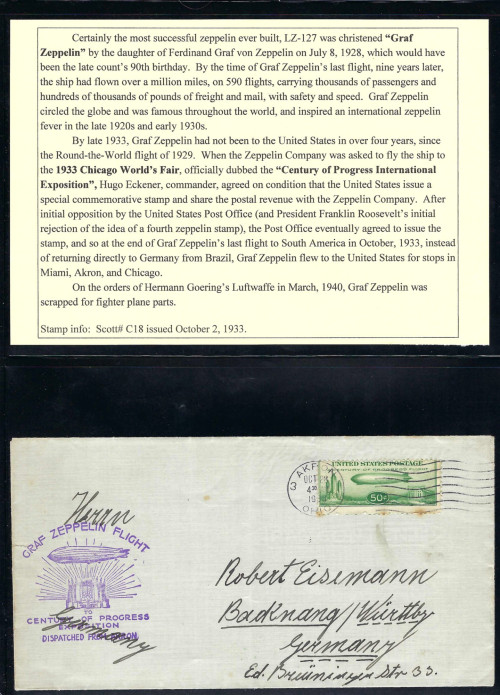 Certainly the most successful zeppelin ever built, LZ-127 was christened “Graf
Zeppelin” by the daughter of Ferdinand Graf von Zeppelin on July 8, 1928, which would have
been the late count's 90th birthday. By the time of Graf Zeppelin's last flight, nine years later,
the ship had flown over a million miles, on 590 flights, carrying thousands of passengers and
hundreds of thousands of pounds of freight and mail, with safety and speed. Graf Zeppelin
circled the globe and was famous throughout the world, and inspired an international zeppelin
fever in the late 1920s and early 1930s.
By late 1933, Graf Zeppelin had not been to the United States in over four years, since
the Round-the-World flight of 1929. When the Zeppelin Company was asked to fly the ship to
the 1933 Chicago World's Fair, officially dubbed the “Century of Progress International
Exposition”, Hugo Eckener, commander, agreed on condition that the United States issue a
special commemorative stamp and share the postal revenue with the Zeppelin Company. After
initial opposition by the United States Post Office (and President Franklin Roosevelt's initial
rejection of the idea of a fourth zeppelin stamp), the Post Office eventually agreed to issue the
stamp, and so at the end of Graf Zeppelin's last flight to South America in October, 1933, instead
of returning directly to Germany from Brazil, Graf Zeppelin flew to the United States for stops in
Miami, Akron, and Chicago.
On the orders of Hermann Goering's Luftwaffe in March, 1940, Graf Zeppelin was
scrapped for fighter plane parts.
Stamp info: Scott# C18 issued October 2, 1933.
UNITED STATES POSTAGE
50¢
OCT
OHIO
Herrn
GRAF ZEPPELIN FLIGHT
TO
CENTURY OF PROGRESS
EXPOSITION
DISPATCHED FROM AKRON
Germany
Robert Eisemann
Backnang/Württbg
Germany
Ed. Breuninger Str 33.